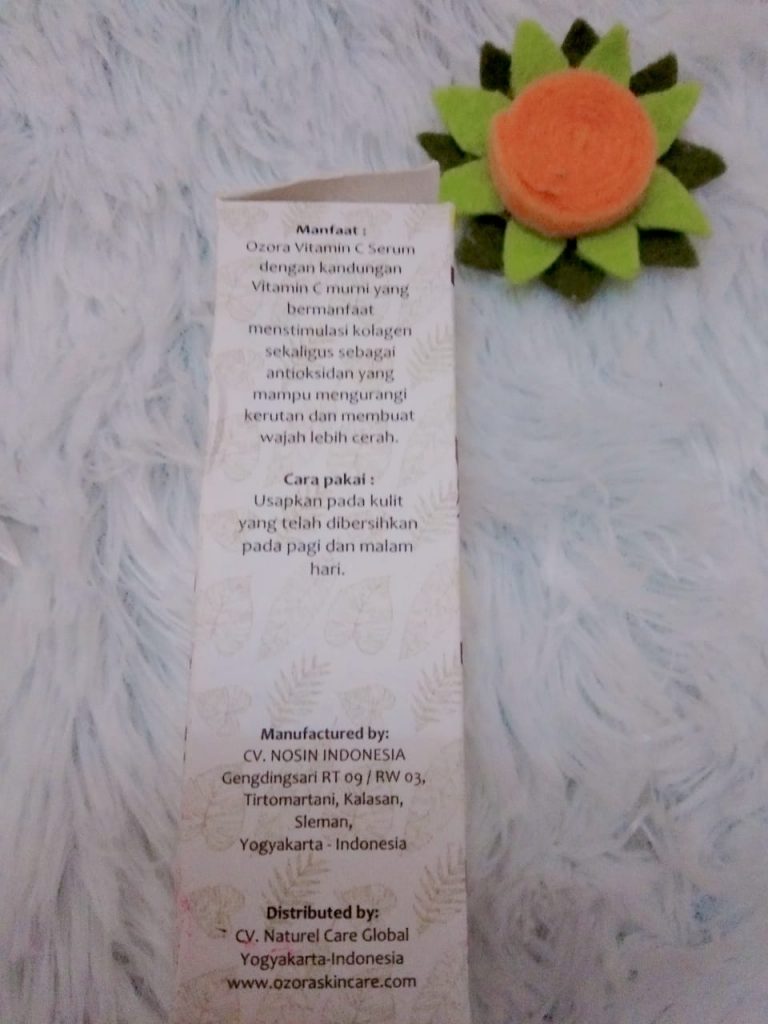 Manfaat :
Ozora Vitamin C Serum
dengan kandungan
Vitamin C murni yang
bermanfaat
menstimulasi kolagen
sekaligus sebagai
antioksidan yang
mampu mengurangi
kerutan dan membuat
wajah lebih cerah.
Cara pakai :
Usapkan pada kulit
yang telah dibersihkan
pada pagi dan malam
hari.
Manufactured by:
CV. NOSIN INDONESIA
Gengdingsari RT 09 / RW 03,
Tirtomartani, Kalasan,
Sleman,
Yogyakarta - Indonesia
Distributed by:
CV. Naturel Care Global
Yogyakarta-Indonesia
www.ozoraskincare.com